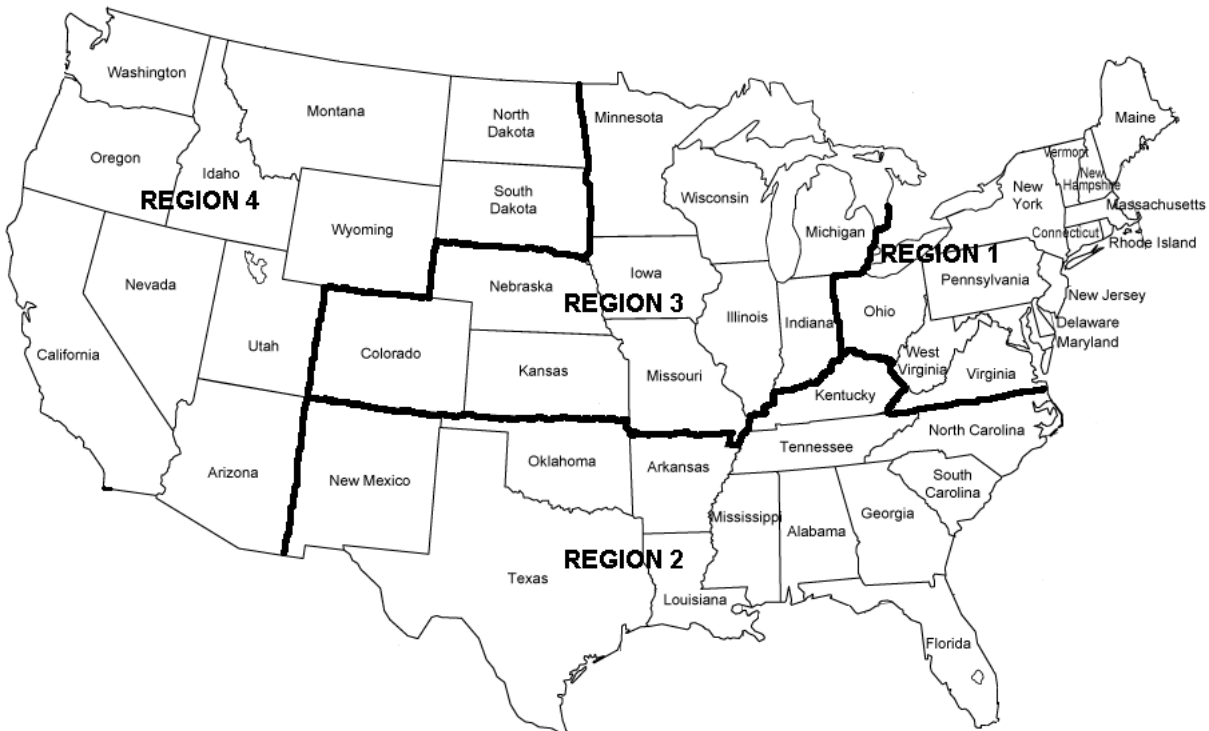 Washington
Montana
North
Dakota
Minnesota
Maine
Oregon
Idaho
REGION 4
South
Dakota
Wisconsin
Michigan
Vermont
New
Hampshire
New
York
Massachusetts
Wyoming
Connecticut
Rhode Island
REGION 1
Nevada
Nebraska
Iowa
REGION 3
Pennsylvania
New Jersey
California
Utah
Colorado
Kansas
Missouri
Illinois
Indiana
Ohio
West
Virginia
Virginia
Delaware
Maryland
Kentucky
Arizona
New Mexico
Oklahoma
Arkansas
Tennessee
North Carolina
South
Carolina
Mississippi
Alabama
Georgia
REGION 2
Texas
Louisiana
Florida